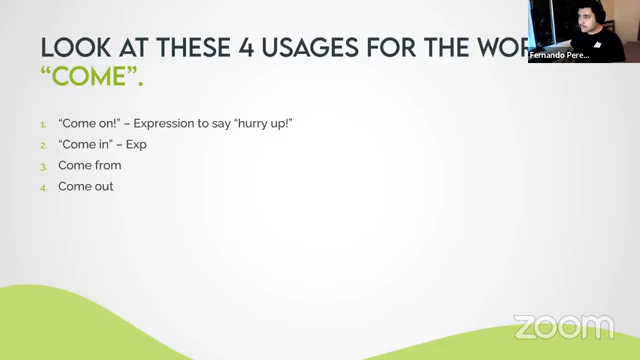 LOOK AT THESE 4 USAGES FOR THE WOR
“COME”.
1. “Come on!” – Expression to say “hurry up!”
2. “Come in” – Exp
3. Come from
4. Come out
Fernando Pere...
zoom